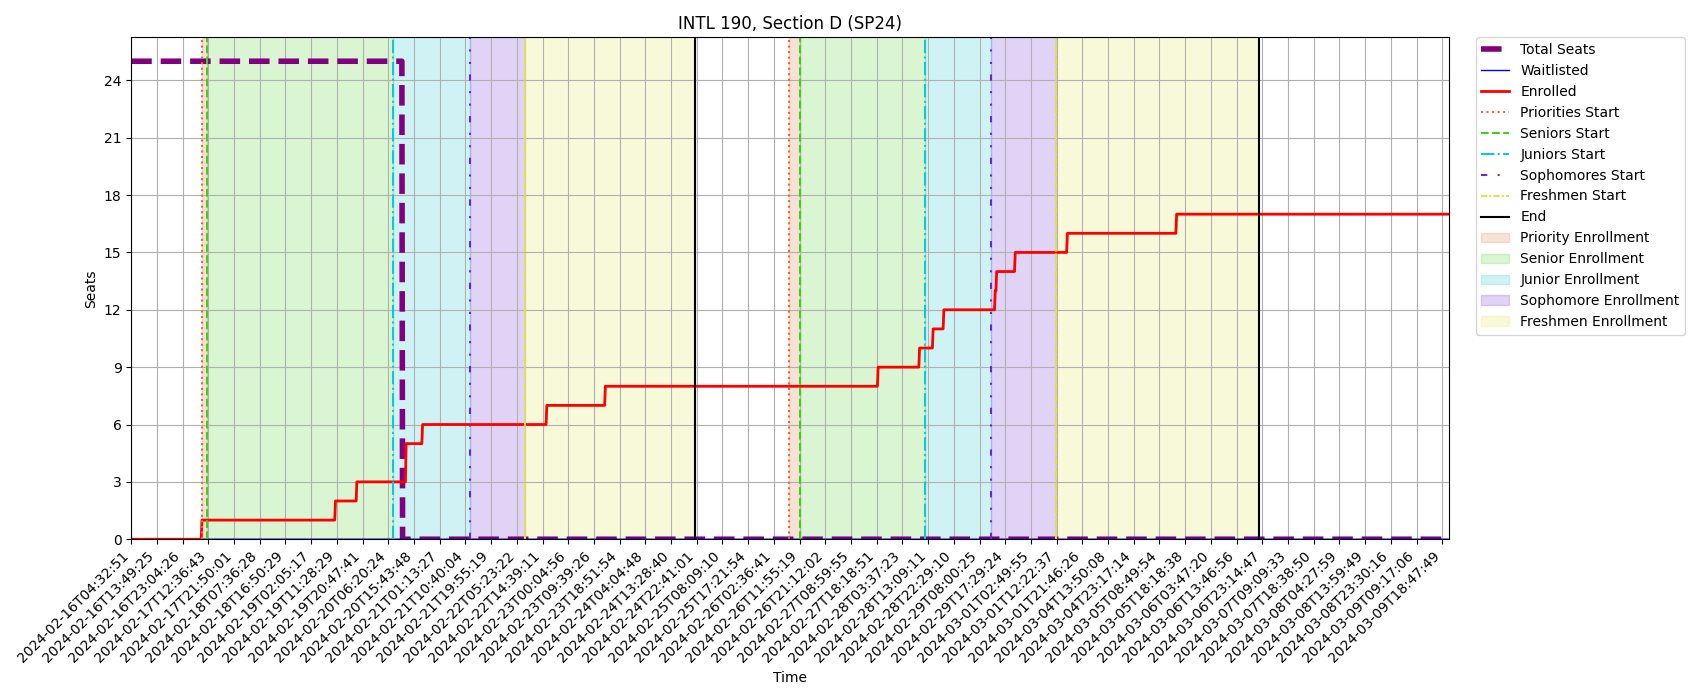 INTL 190, Section D (SP24)
Total Seats
Waitlisted
Enrolled
Priorities Start
Seniors Start
Juniors Start
Sophomores Start
Freshmen Start
End
Priority Enrollment
Senior Enrollment
Junior Enrollment
Sophomore Enrollment
Freshmen Enrollment
Seats
24
21
18
15
12
9
6
3
0
2024-02-16T04:32:51
2024-02-16T13:49:25
2024-02-16T23:04:26
2024-02-17T12:36:43
2024-02-17T21:50:01
2024-02-18T07:36:28
2024-02-18T16:50:29
2024-02-19T02:05:17
2024-02-19T11:28:29
2024-02-19T20:47:41
2024-02-20T06:20:24
2024-02-20T15:43:48
2024-02-21T01:13:27
2024-02-21T10:40:04
2024-02-21T19:55:19
2024-02-22T05:23:22
2024-02-22T14:39:11
2024-02-23T00:04:56
2024-02-23T09:39:26
2024-02-23T18:51:54
2024-02-24T04:04:48
2024-02-24T13:28:40
2024-02-24T22:41:01
2024-02-25T08:09:10
2024-02-25T17:21:54
2024-02-26T02:36:41
2024-02-26T11:55:19
2024-02-26T21:12:02
2024-02-27T08:59:55
2024-02-27T18:18:51
2024-02-28T03:37:23
2024-02-28T13:09:11
2024-02-28T22:29:10
2024-02-29T08:00:25
2024-02-29T17:29:24
2024-03-01T02:49:55
2024-03-01T12:22:37
2024-03-01T21:46:26
2024-03-04T13:50:08
2024-03-04T23:17:14
2024-03-05T08:49:54
2024-03-05T18:18:38
2024-03-06T03:47:20
2024-03-06T13:46:56
2024-03-06T23:14:47
2024-03-07T09:09:33
2024-03-07T18:38:50
2024-03-08T04:27:59
2024-03-08T13:59:49
2024-03-08T23:30:16
2024-03-09T09:17:06
2024-03-09T18:47:49
Time